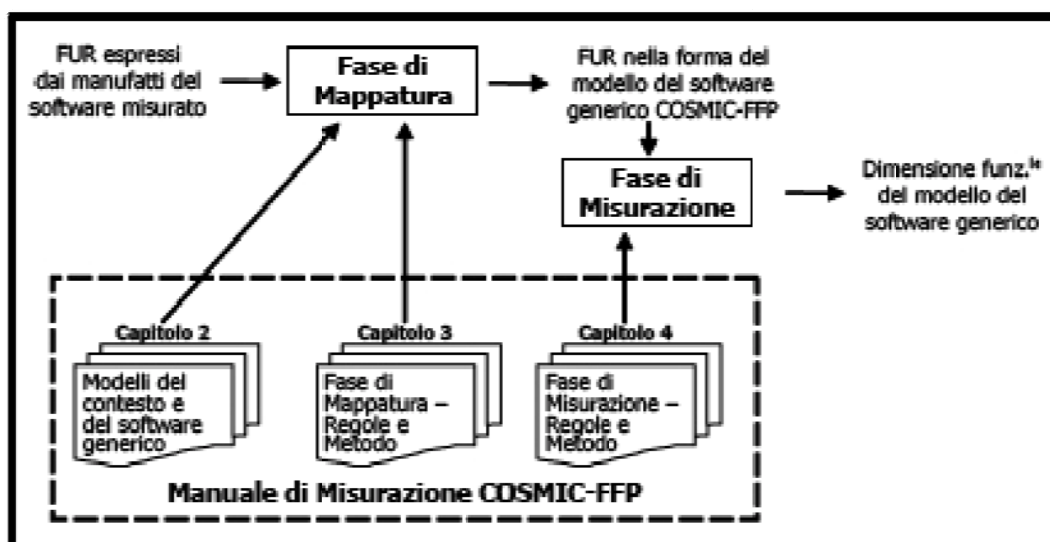 FUR espressi
dai manufatti del
software misurato
Fase di
Mappatura
FUR nella forma del
modello del software
generico COSMIC-FFP
Fase di
Misurazione
Dimensione funz.le
del modello del
software generico
Capitolo 2
Modelli del
contesto e
del software
generico
Capitolo 3
Fase di
Mappatura –
Regole e
Metodo
Capitolo 4
Fase di
Misurazione –
Regole e
Metodo
Manuale di Misurazione COSMIC-FFP